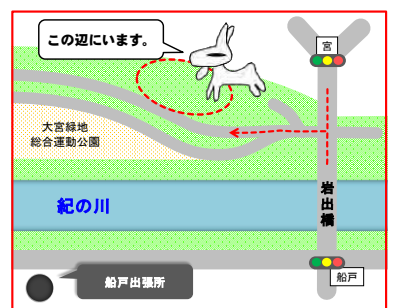 この辺にいます。
宮
大宮緑地
総合運動公園
岩出橋
紀の川
船戸出張所
船戸